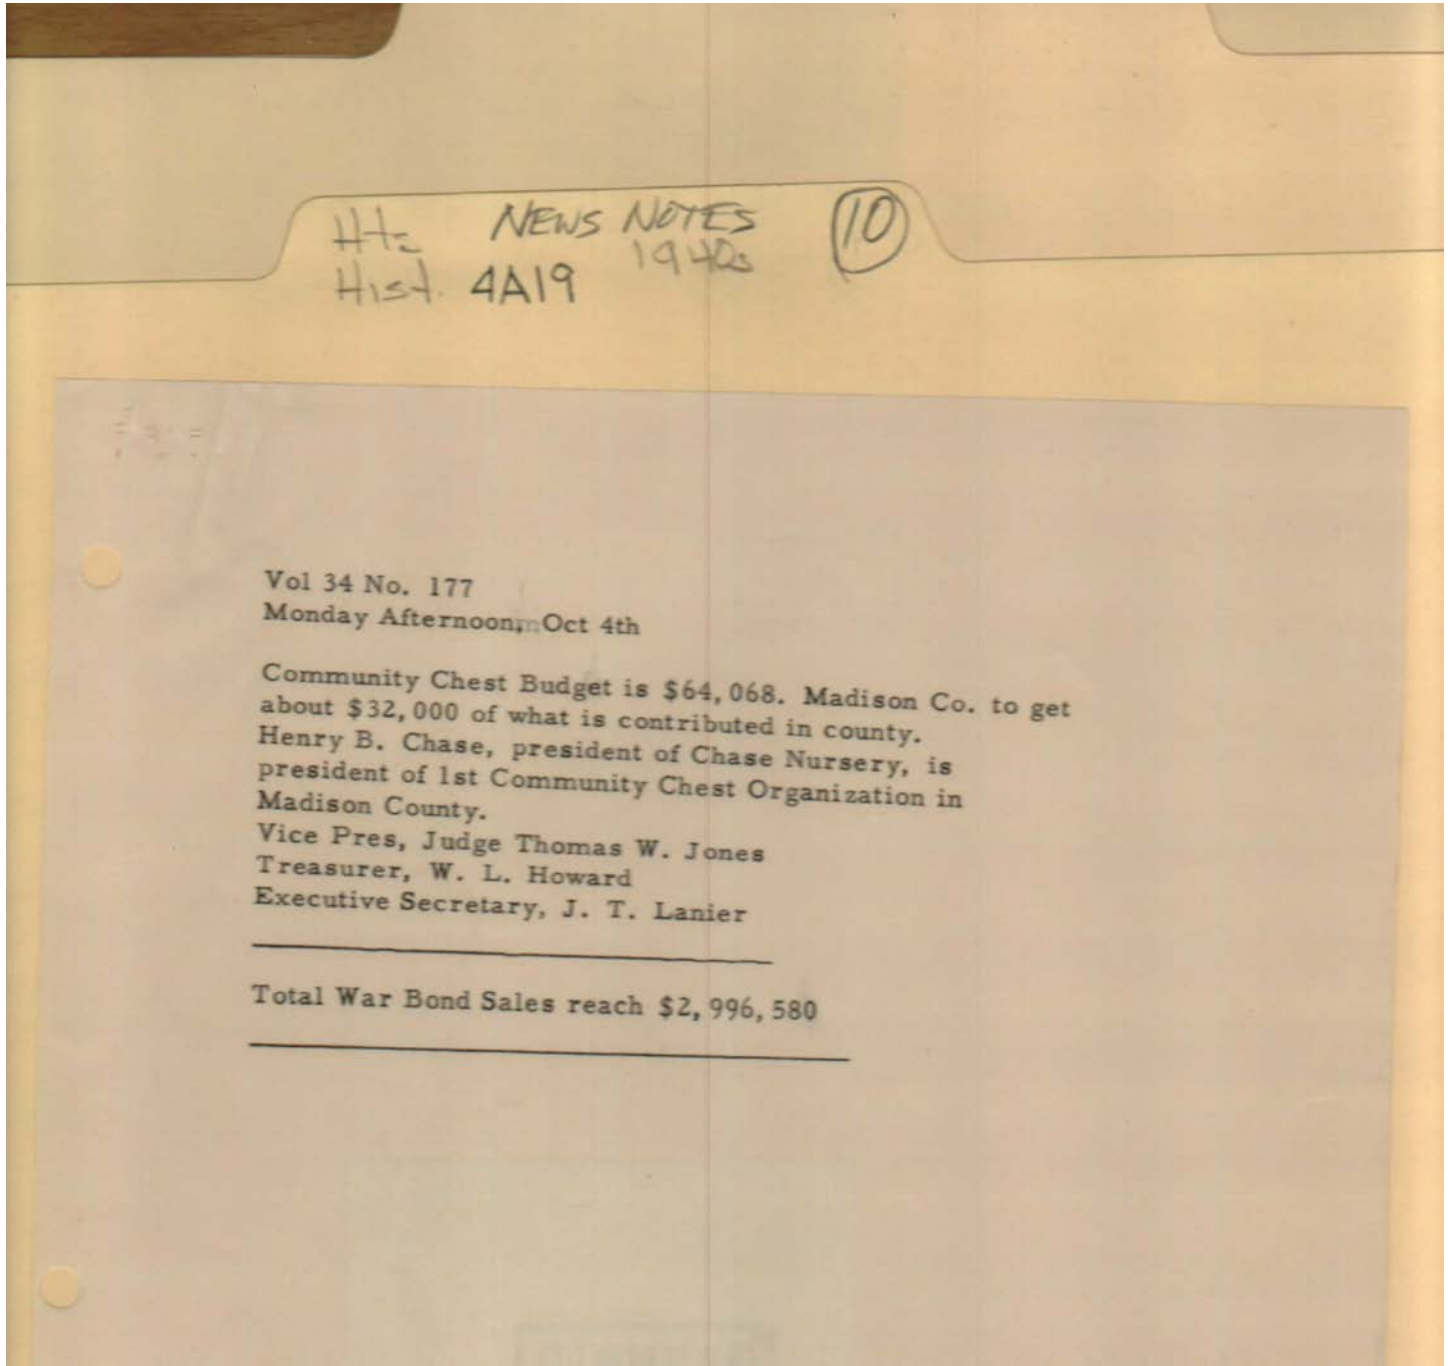 NEWS NOTES 10
1940s
Hist. 4A19
Vol 34 No. 177
Monday Afternoon, Oct 4th
Community Chest Budget is $64,068. Madison Co. to get
about $32,000 of what is contributed in county.
Henry B. Chase, president of Chase Nursery, is
president of 1st Community Chest Organization in
Madison County.
Vice Pres, Judge Thomas W. Jones
Treasurer, W. L. Howard
Executive Secretary, J. T. Lanier
Total War Bond Sales reach $2,996,580